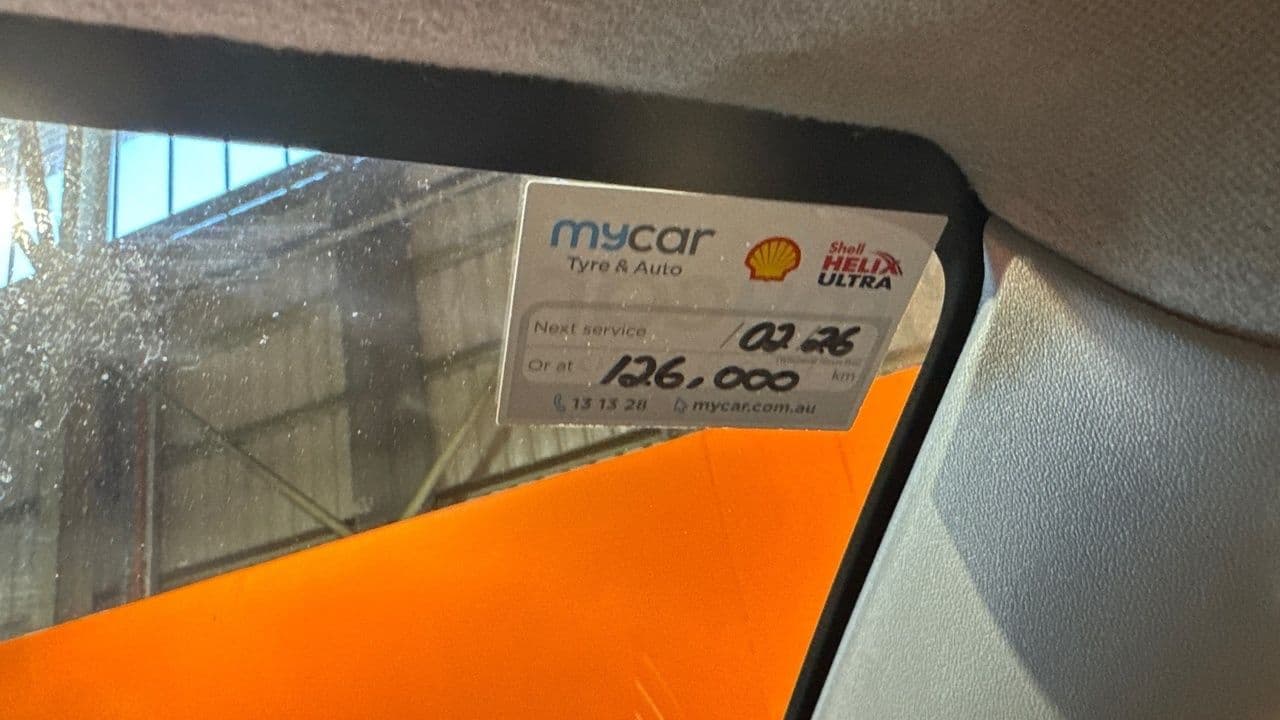 mycar
Tyre & Auto
Shell
HELIX
ULTRA
Next service /02.26
Or at 126,000 km
13 13 28 mycar.com.au